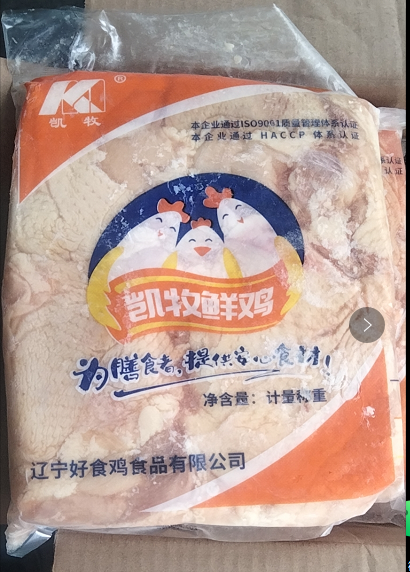 K®
凯牧
本企业通过ISO9001质量管理体系认证
本企业通过 HACCP 体系认证
凯牧鲜鸡
为膳食者,提供安心食材!
净含量:计量称重
辽宁好食鸡食品有限公司